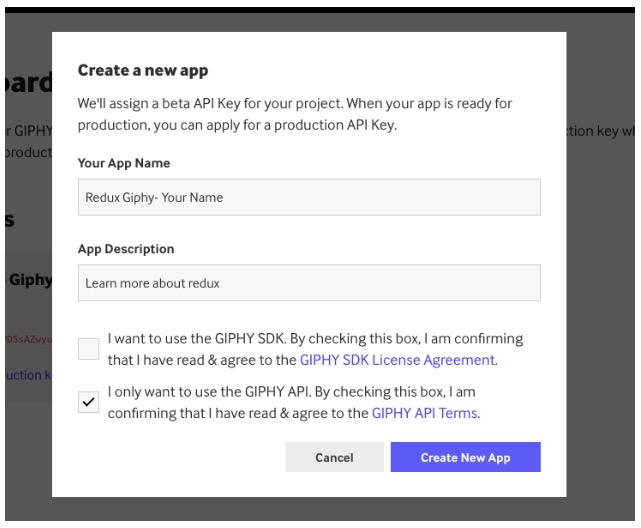 Create a new app
We'll assign a beta API Key for your project. When your app is ready for
production, you can apply for a production API Key.
Your App Name
Redux Giphy- Your Name
App Description
Learn more about redux
I want to use the GIPHY SDK. By checking this box, I am confirming
that I have read & agree to the GIPHY SDK License Agreement.
I only want to use the GIPHY API. By checking this box, I am
confirming that I have read & agree to the GIPHY API Terms.
Cancel
Create New App
oard
r GIPHY
product
tion key wh
s
Giphy
uction k